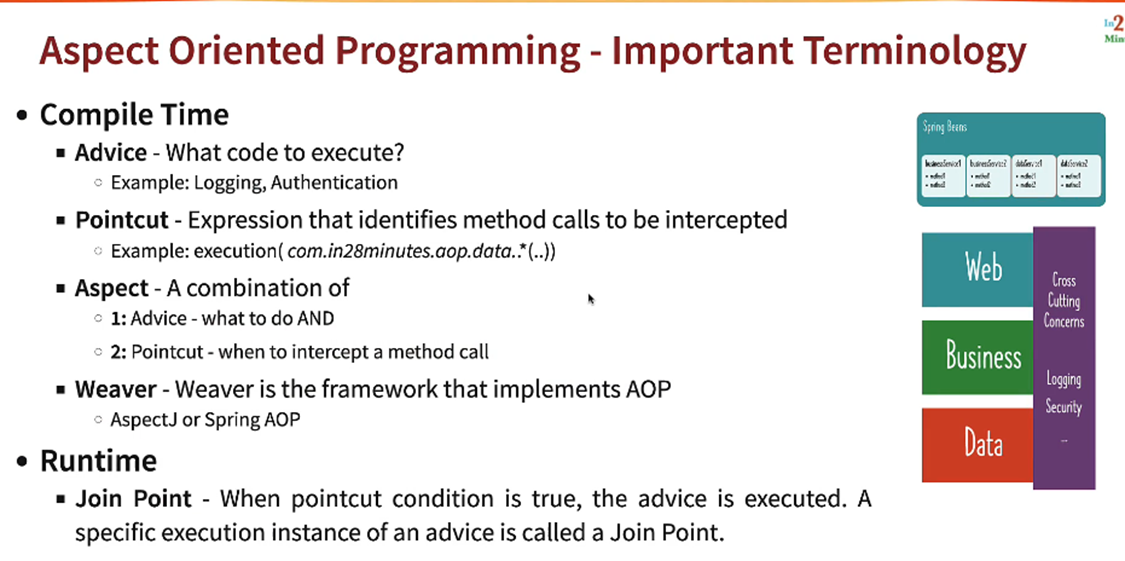 In2
Min
Aspect Oriented Programming - Important Terminology
• Compile Time
▪ Advice - What code to execute?
○ Example: Logging, Authentication
▪ Pointcut - Expression that identifies method calls to be intercepted
○ Example: execution( com.in28minutes.aop.data..*(..))
▪ Aspect - A combination of
○ 1: Advice - what to do AND
○ 2: Pointcut - when to intercept a method call
▪ Weaver - Weaver is the framework that implements AOP
○ AspectJ or Spring AOP
• Runtime
▪ Join Point - When pointcut condition is true, the advice is executed. A
specific execution instance of an advice is called a Join Point.
Spring Beans
businessService1
• method1
• method2
businessService2
• method1
• method2
dataService1
• method1
• method2
dataService2
• method1
• method2
Web
Business
Data
Cross
Cutting
Concerns
Logging
Security
...